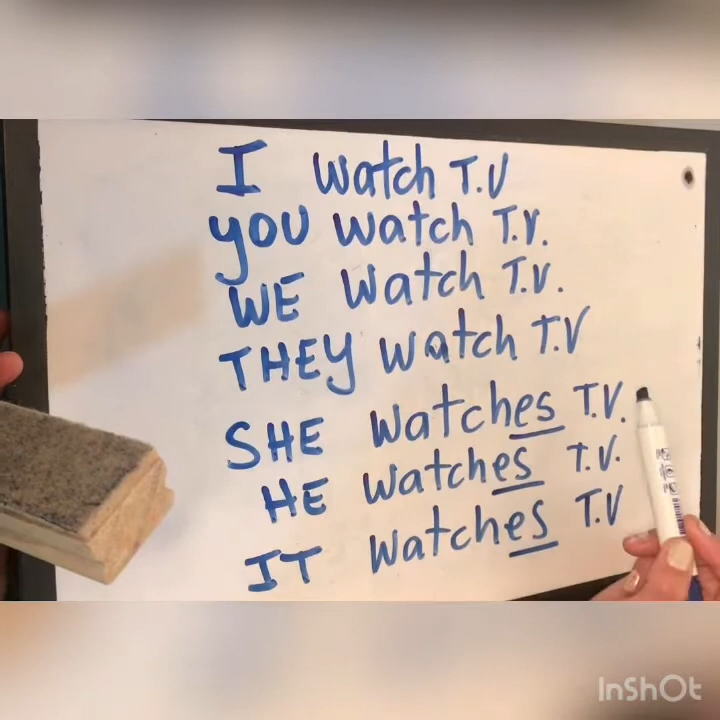 I watch T.V
YOU watch T.V.
WE watch T.V.
THEY watch T.V
SHE watches T.V.
HE watches T.V.
IT watches T.V
InShOt